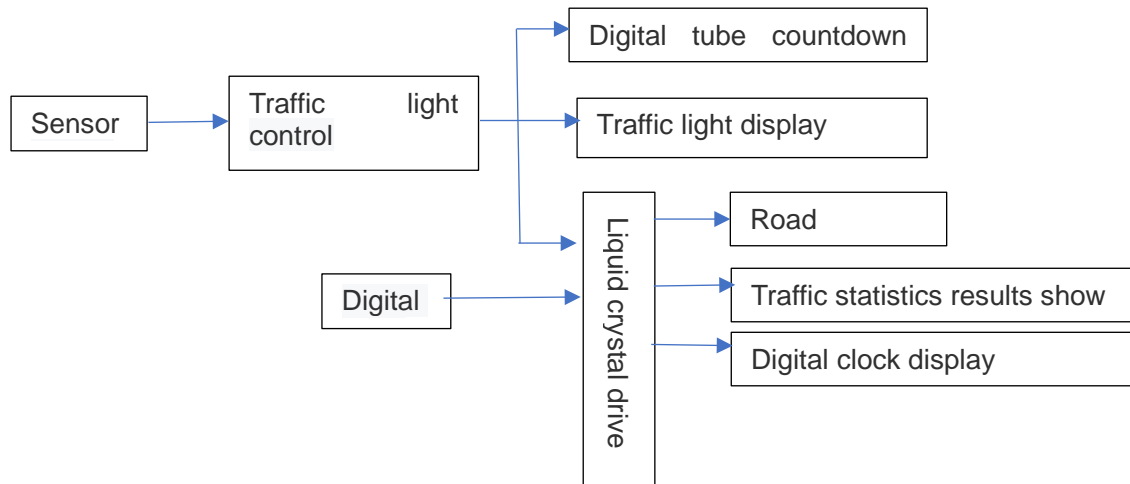 Digital tube countdown
Sensor
Traffic light
control
Traffic light display
Liquid crystal drive
Road
Digital
Traffic statistics results show
Digital clock display